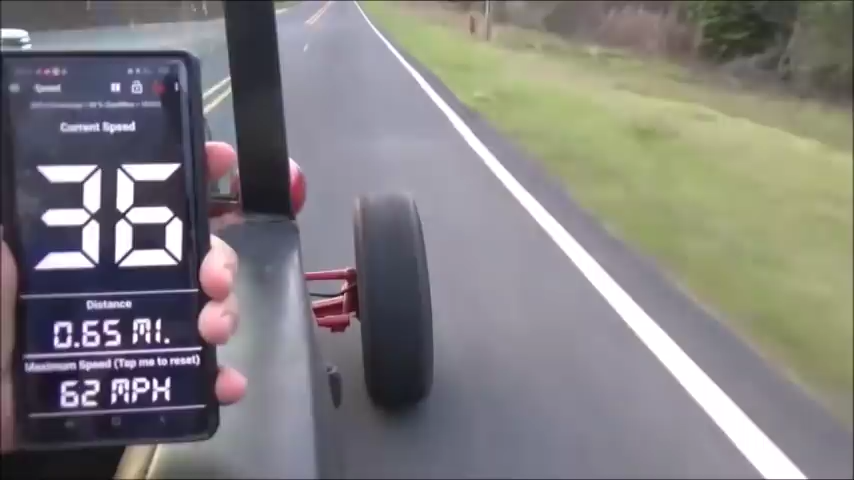 Speed
Current Speed
36
Distance
0.65 MI.
Maximum Speed (Tap me to reset)
62 MPH